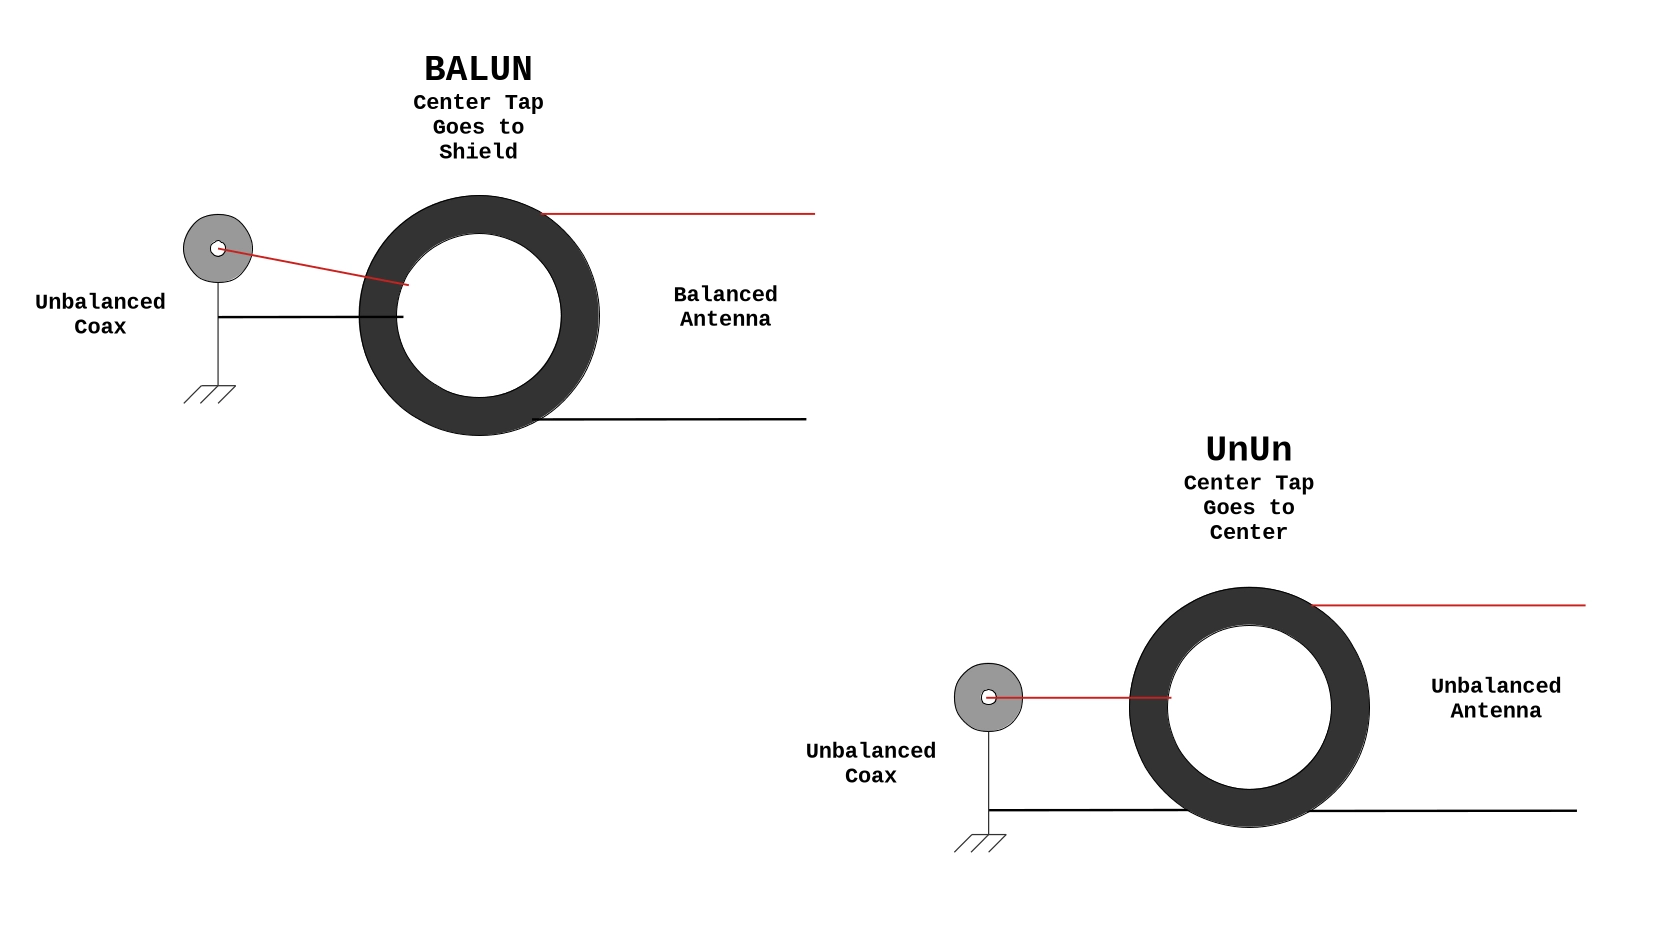 BALUN
Center Tap
Goes to
Shield
Unbalanced
Coax
Balanced
Antenna
UnUn
Center Tap
Goes to
Center
Unbalanced
Coax
Unbalanced
Antenna